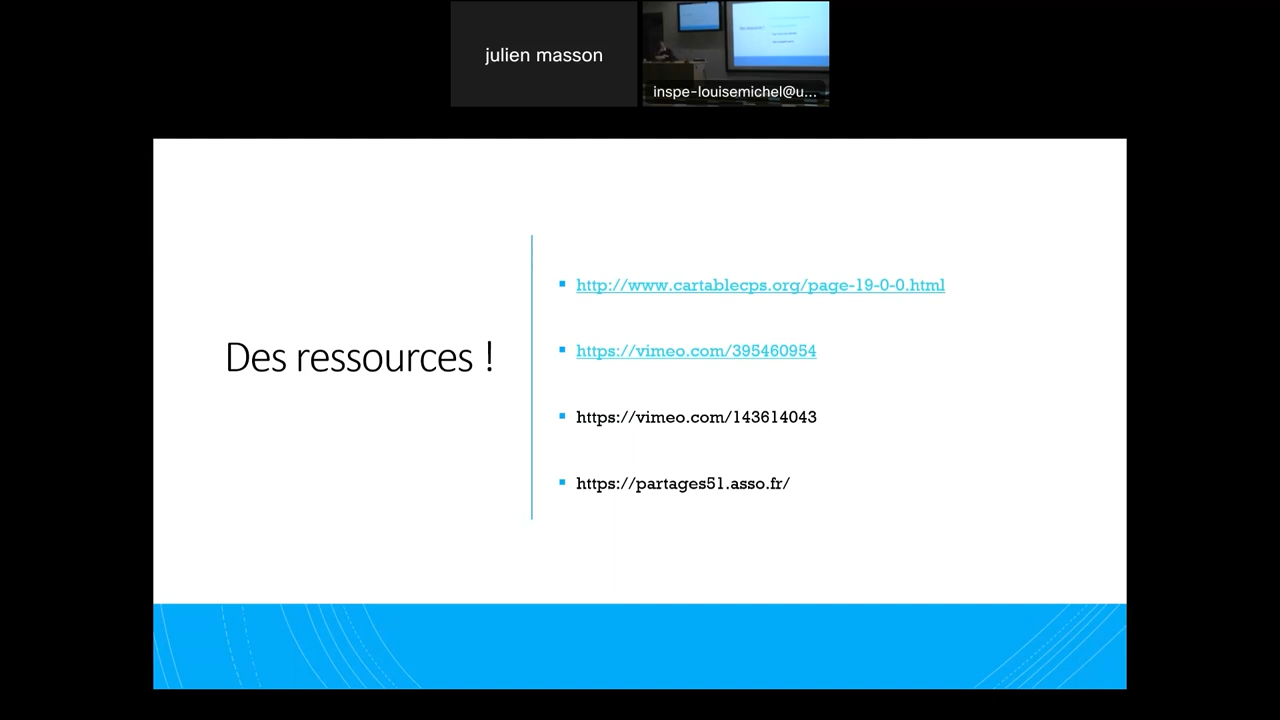 julien masson
inspe-louisemichel@u...
Des ressources !
http://www.cartablecps.org/page-19-0-0.html
https://vimeo.com/395460954
https://vimeo.com/143614043
https://partages51.asso.fr/